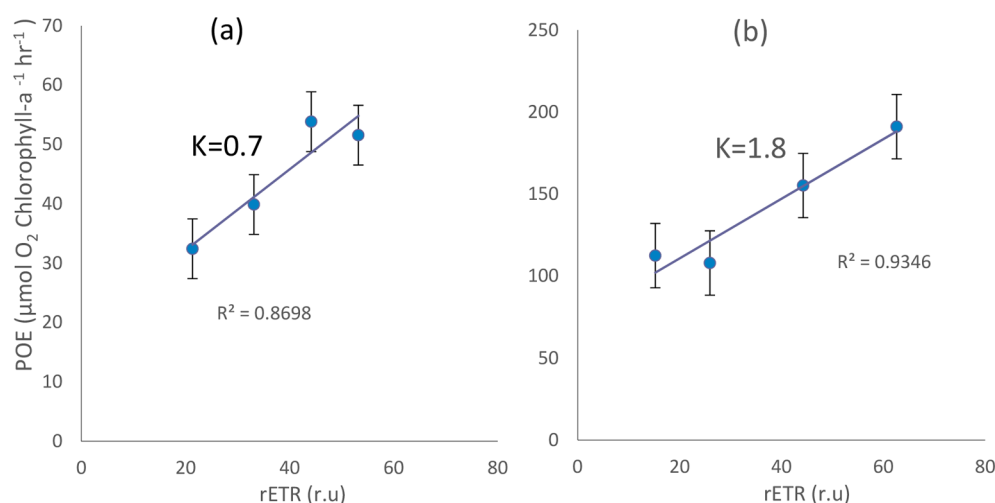 (a)
POE (µmol O₂ Chlorophyll-a ⁻¹ hr⁻¹)
70
60
50
40
30
20
10
0
K=0.7
R² = 0.8698
0 20 40 60 80
rETR (r.u)
(b)
250
200
150
100
50
0
K=1.8
R² = 0.9346
0 20 40 60 80
rETR (r.u)